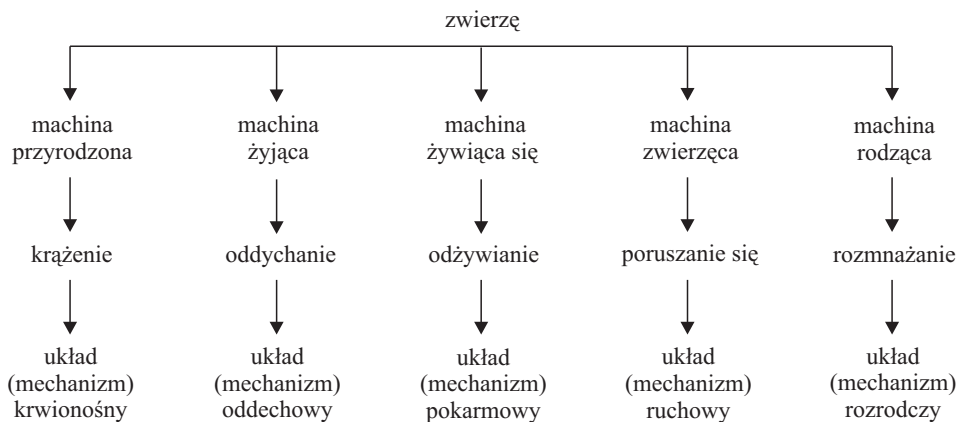 zwierzę
machina
przyrodzona
machina
żyjąca
machina
żywiąca się
machina
zwierzęca
machina
rodząca
krążenie
oddychanie
odżywianie
poruszanie się
rozmnażanie
układ
(mechanizm)
krwionośny
układ
(mechanizm)
oddechowy
układ
(mechanizm)
pokarmowy
układ
(mechanizm)
ruchowy
układ
(mechanizm)
rozrodczy